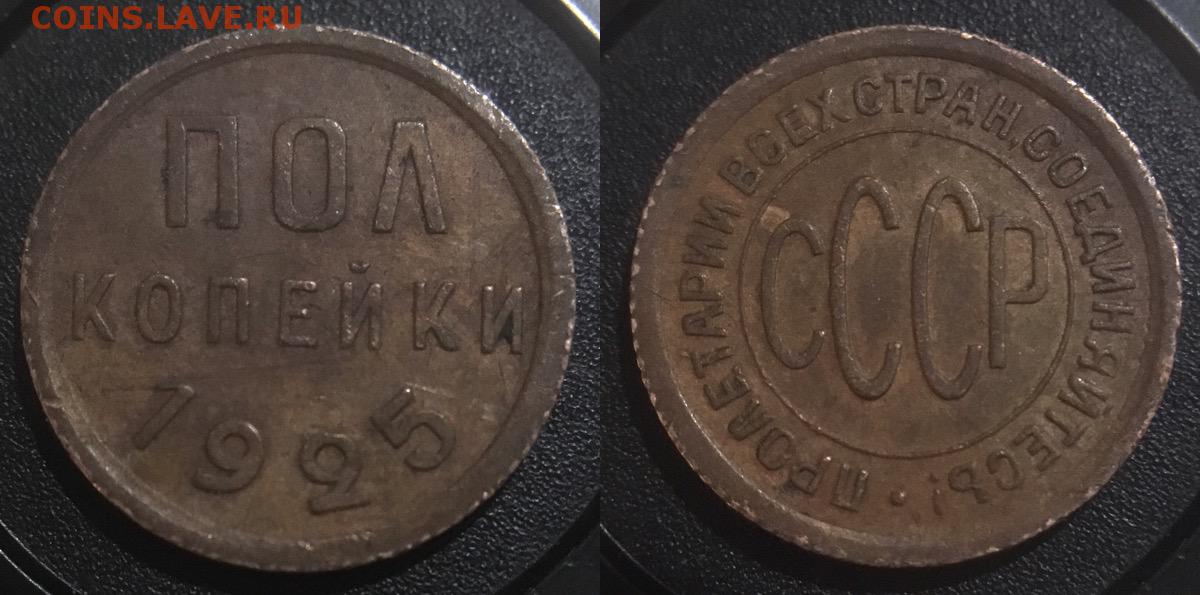 COINS.LAVE.RU
ПОЛ
КОПЕЙКИ
1925
ПРОЛЕТАРИИ ВСЕХ СТРАН, СОЕДИНЯЙТЕСЬ! •
СССР